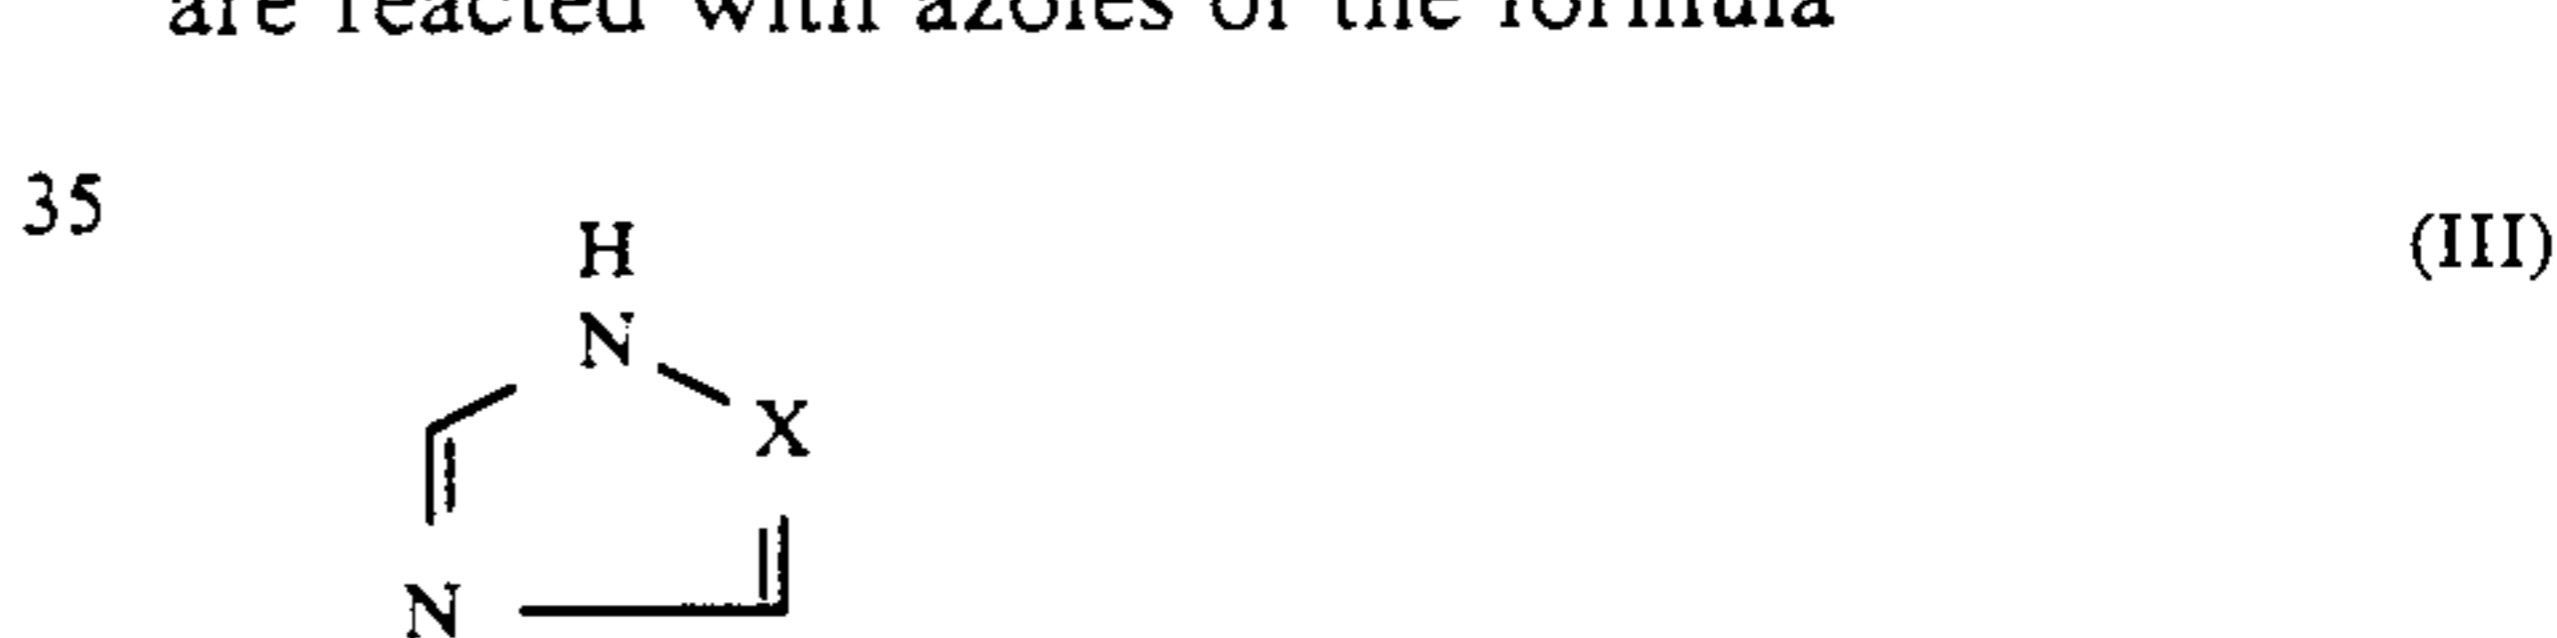 are reacted with azoles of the formula
35
(III)
H
N
X
N